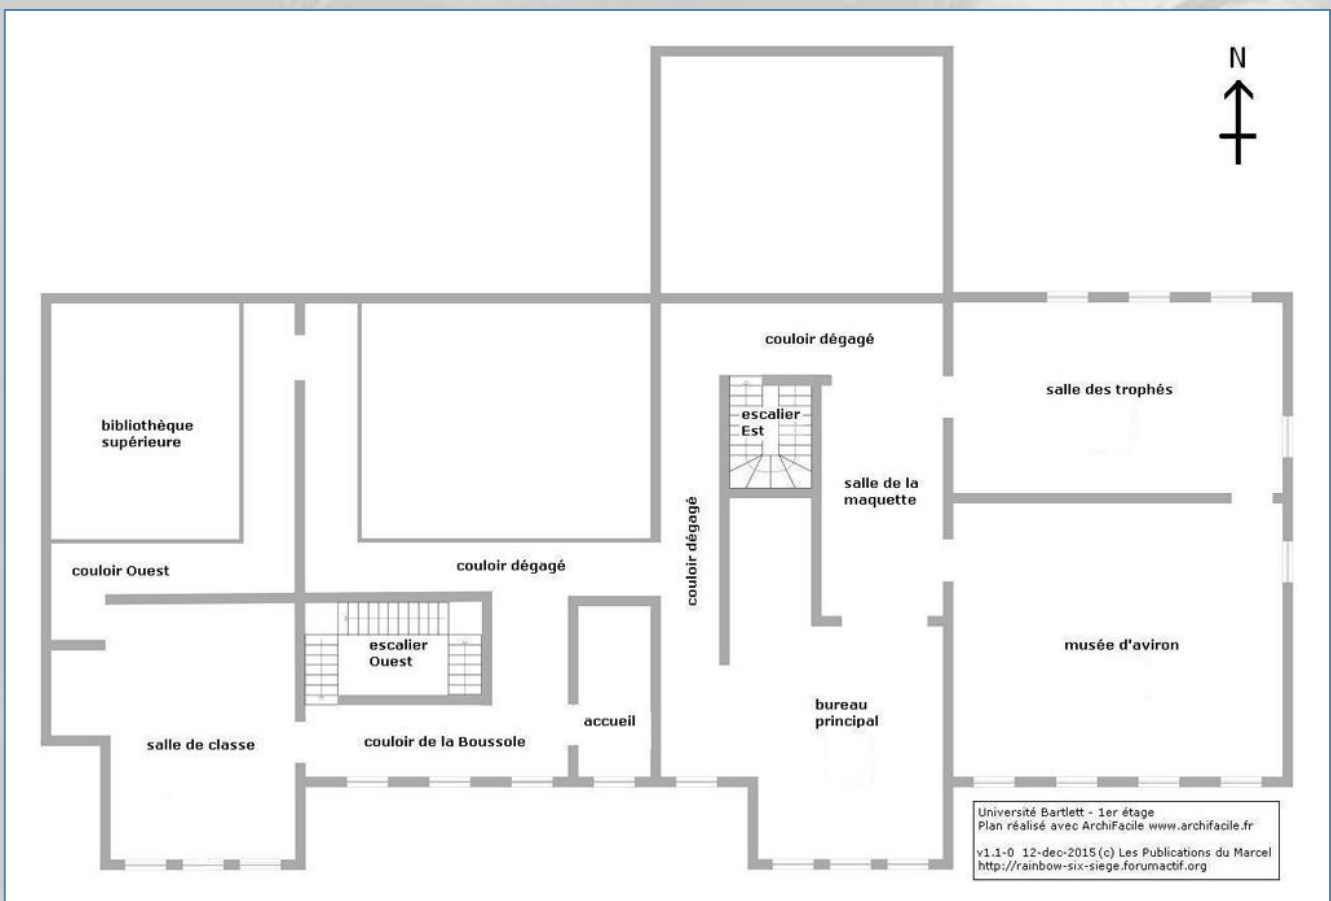 N
couloir dégagé
salle des trophés
bibliothèque
supérieure
escalier
Est
salle de la
maquette
couloir dégagé
couloir Ouest
couloir dégagé
escalier
Ouest
musée d'aviron
bureau
principal
accueil
salle de classe
couloir de la Boussole
Université Bartlett - 1er étage
Plan réalisé avec ArchiFacile www.archifacile.fr
v1.1-0 12-dec-2015 (c) Les Publications du Marcel
http://rainbow-six-siege.forumactif.org